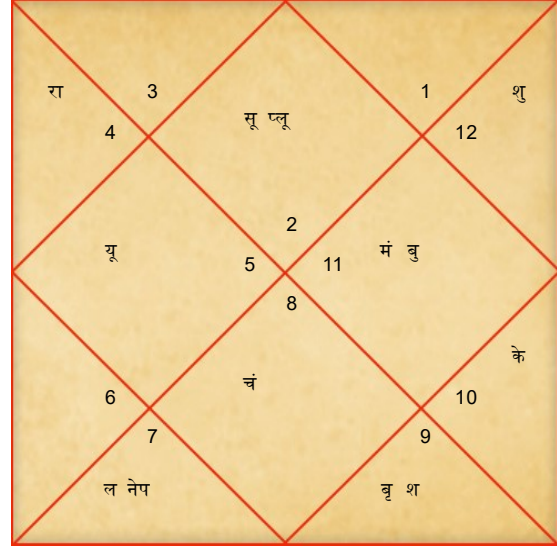 रा 3 1 शु
सू प्लू
4 12
2
यू 5 11 मं बु
8
के
चं
6 10
7 9
ल नेप बृ श